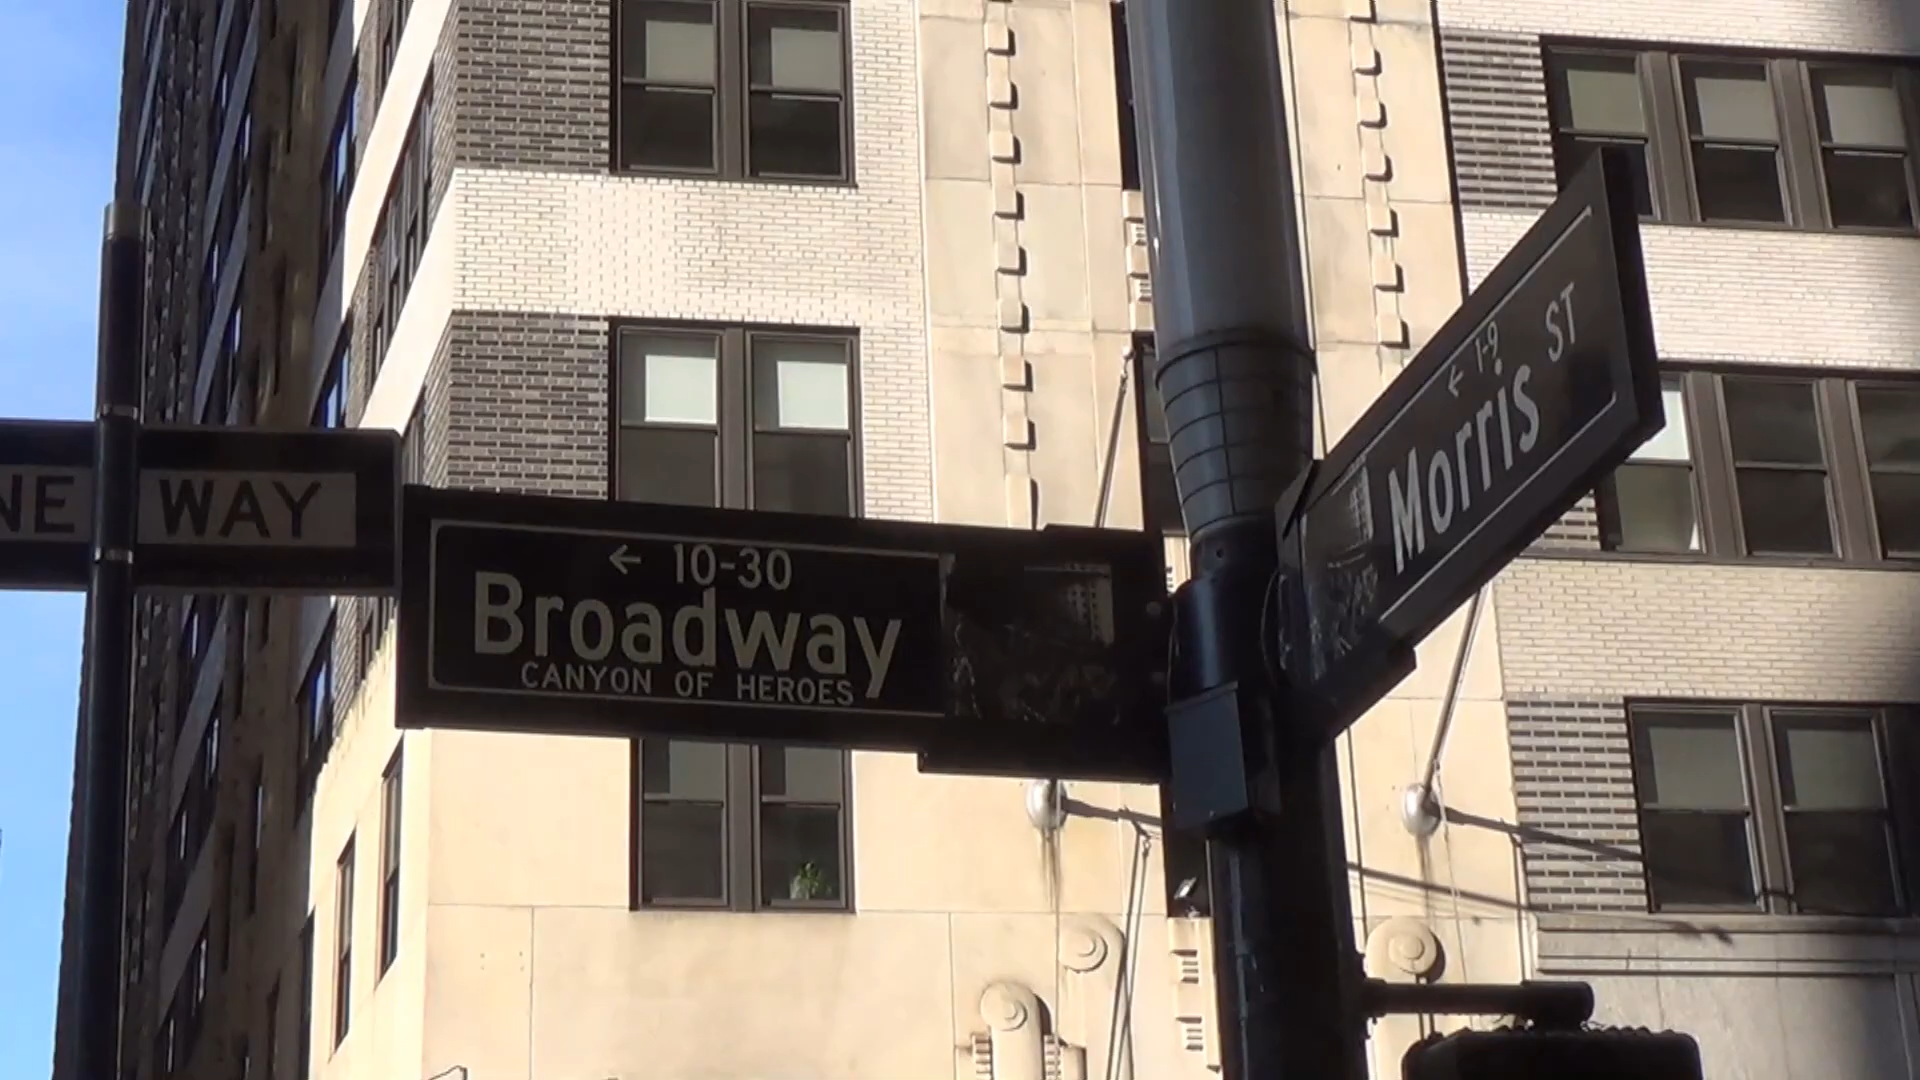 NE WAY
← 10-30
Broadway
CANYON OF HEROES
← 1-9
Morris ST